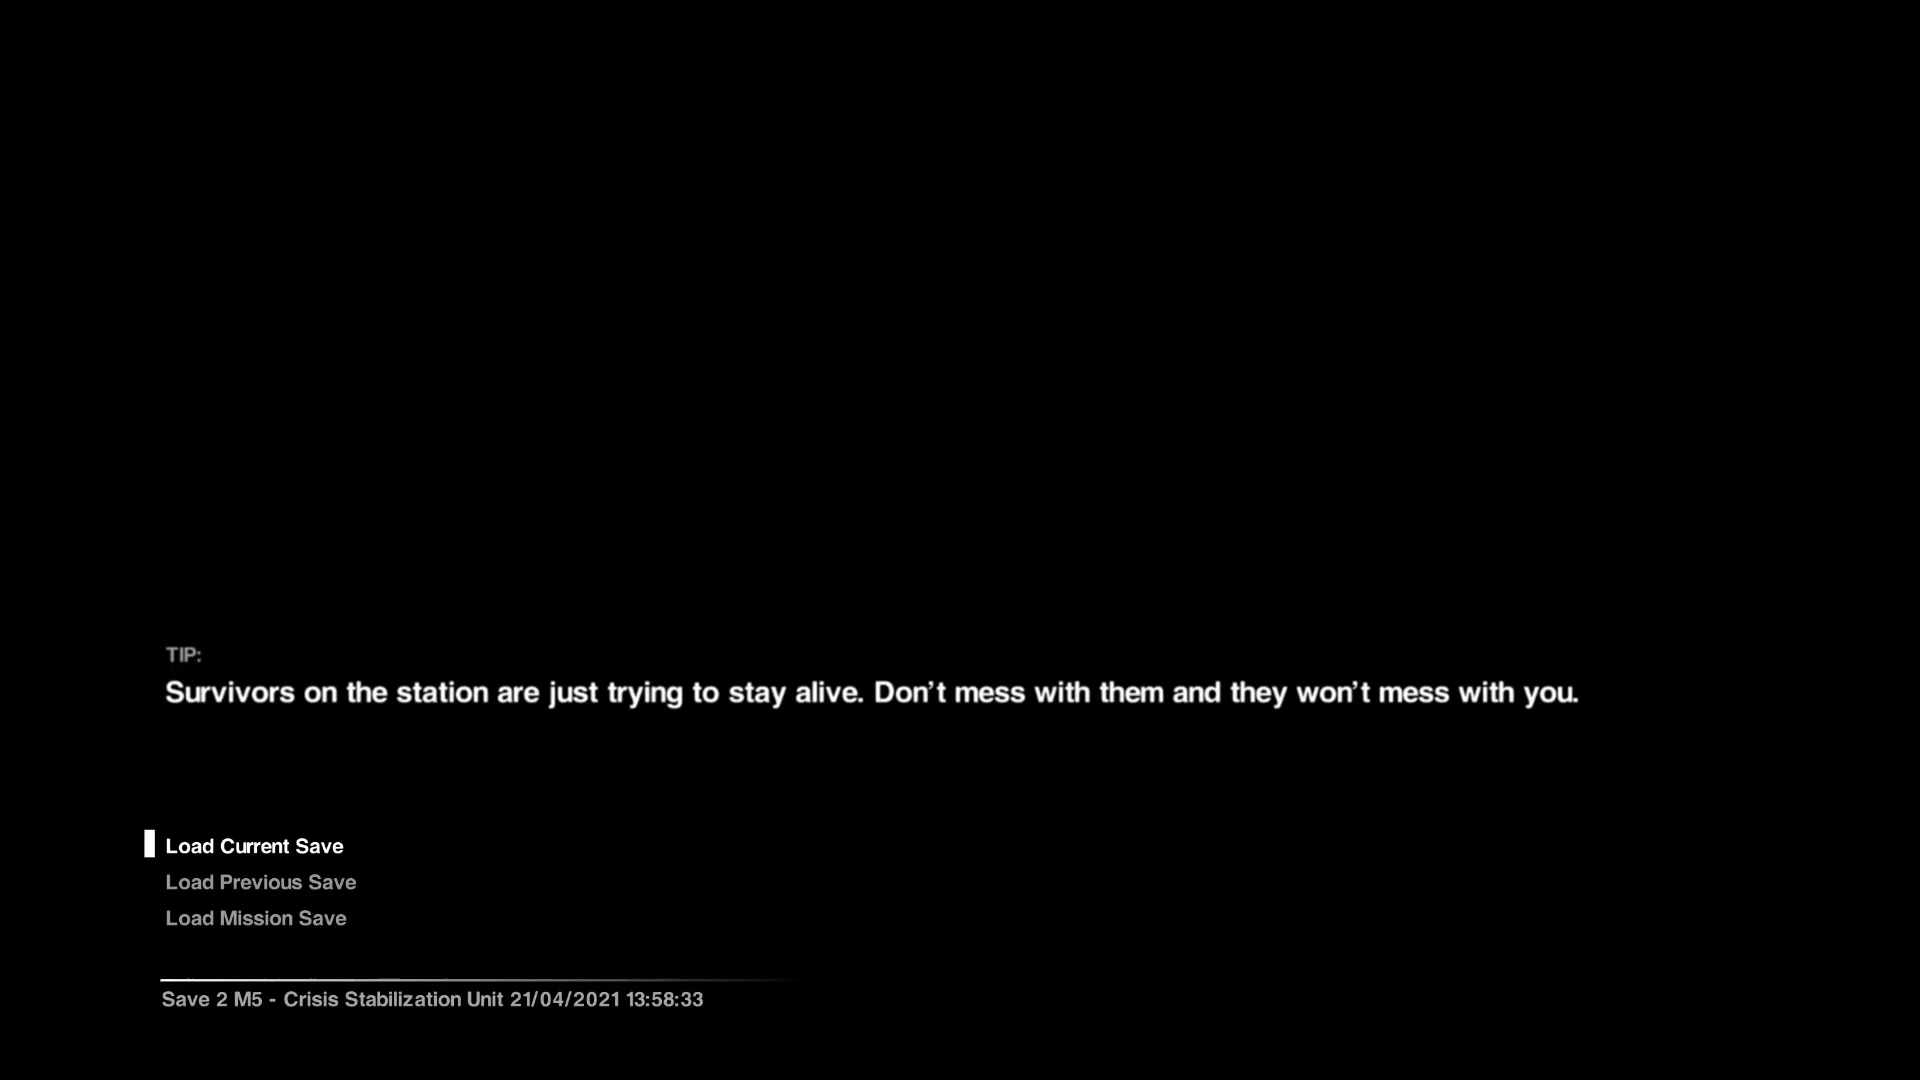 TIP:
Survivors on the station are just trying to stay alive. Don’t mess with them and they won’t mess with you.
Load Current Save
Load Previous Save
Load Mission Save
Save 2 M5 - Crisis Stabilization Unit 21/04/2021 13:58:33